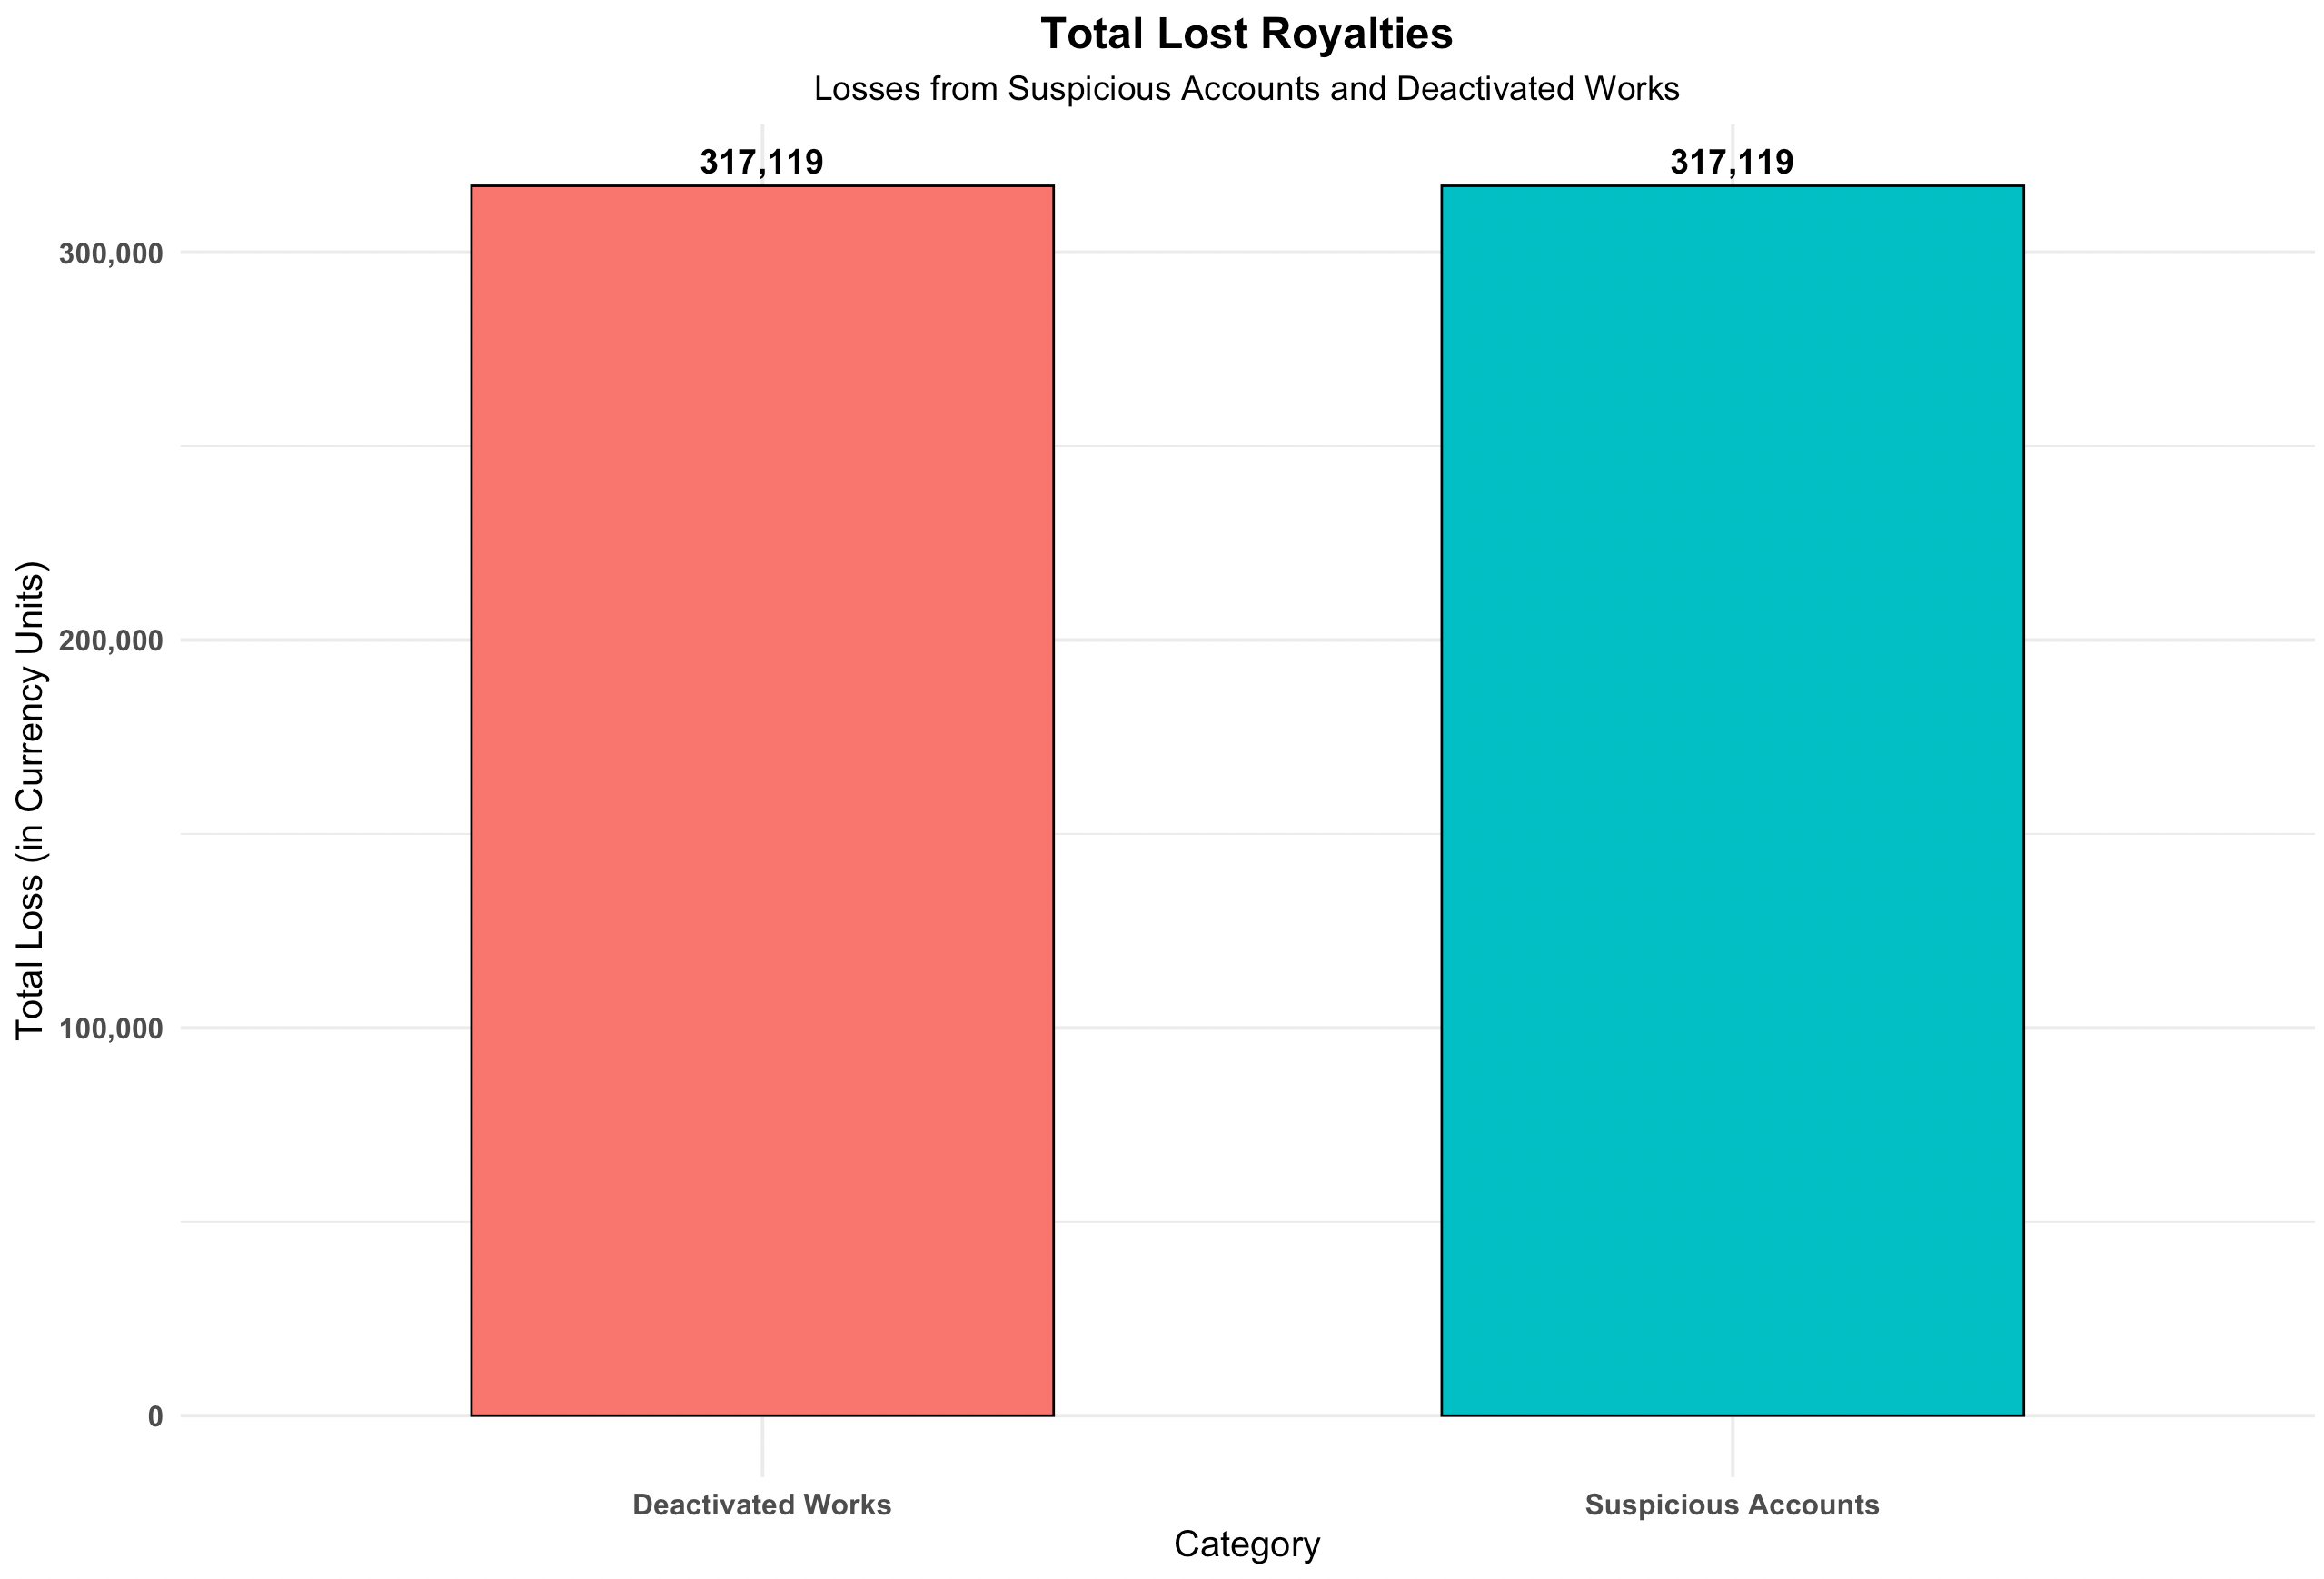 Total Lost Royalties
Losses from Suspicious Accounts and Deactivated Works
317,119
317,119
300,000
200,000
100,000
0
Total Loss (in Currency Units)
Deactivated Works
Suspicious Accounts
Category